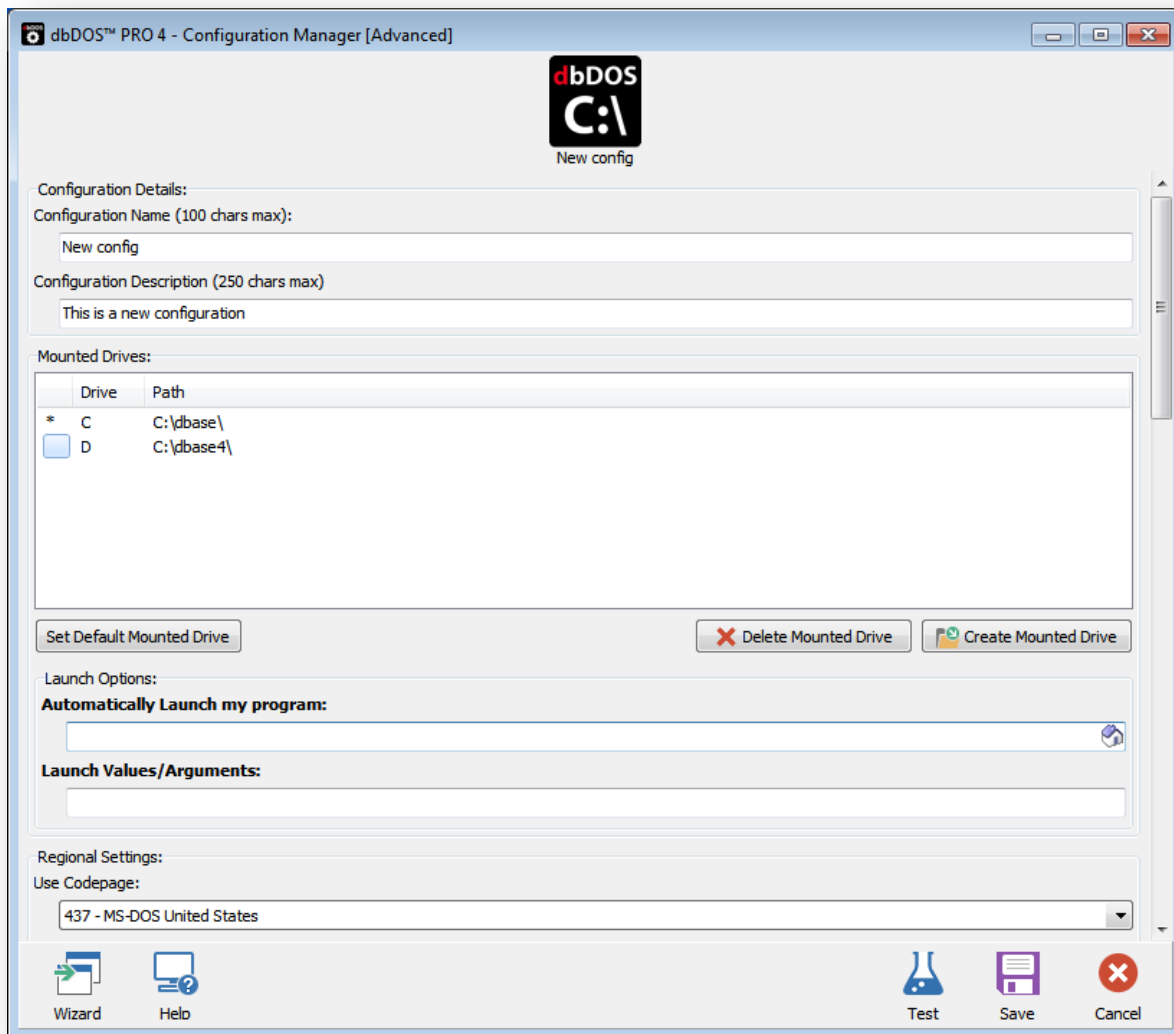 dbDOS™ PRO 4 - Configuration Manager [Advanced]
dbDOS
C:\
New config
Configuration Details:
Configuration Name (100 chars max):
New config
Configuration Description (250 chars max)
This is a new configuration
Mounted Drives:
Drive Path
* C C:\dbase\
D C:\dbase4\
Set Default Mounted Drive Delete Mounted Drive Create Mounted Drive
Launch Options:
Automatically Launch my program:
Launch Values/Arguments:
Regional Settings:
Use Codepage:
437 - MS-DOS United States
Wizard Help Test Save Cancel